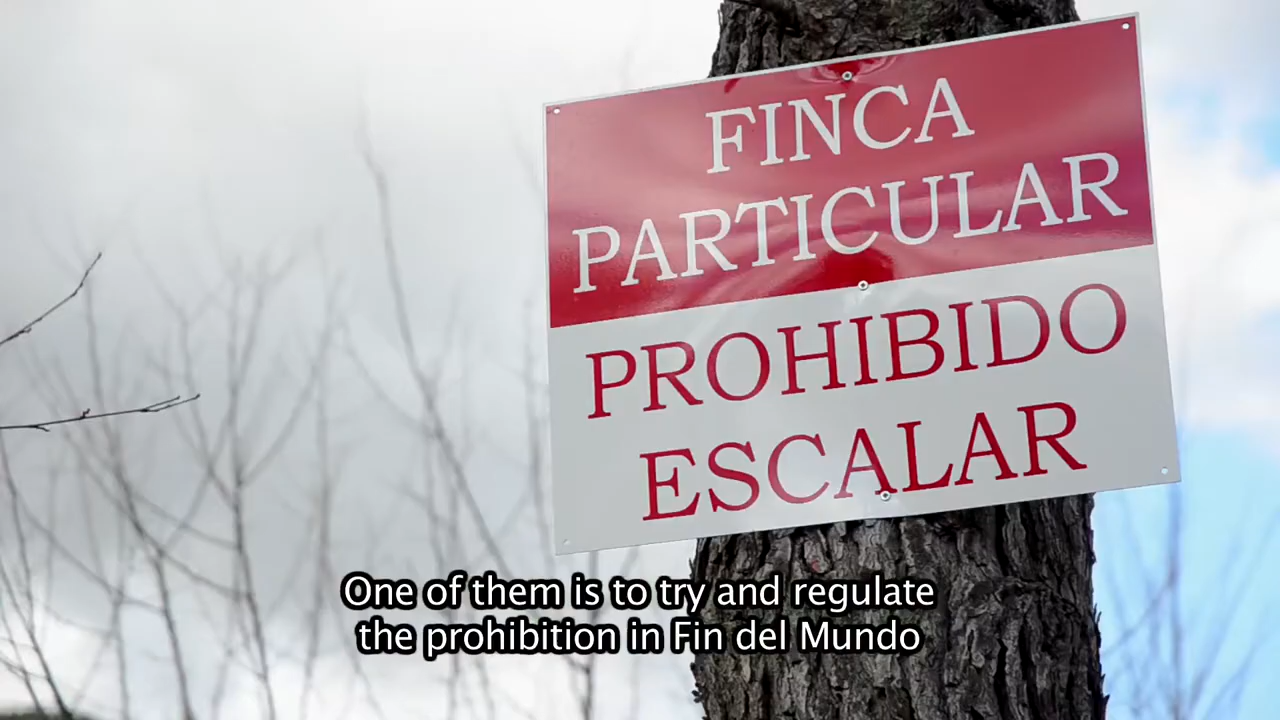 FINCA
PARTICULAR
PROHIBIDO
ESCALAR
One of them is to try and regulate
the prohibition in Fin del Mundo